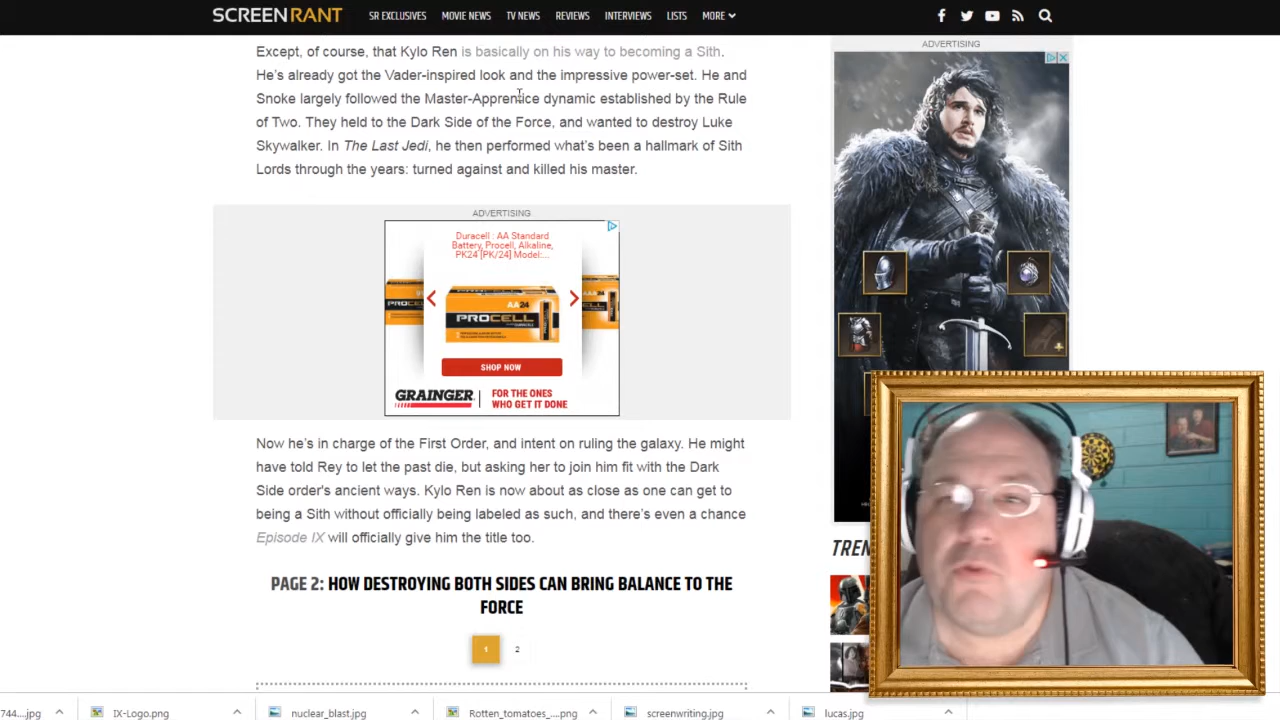 SCREENRANT
SR EXCLUSIVES
MOVIE NEWS
TV NEWS
REVIEWS
INTERVIEWS
LISTS
MORE
Except, of course, that Kylo Ren is basically on his way to becoming a Sith.
He's already got the Vader-inspired look and the impressive power-set. He and
Snoke largely followed the Master-Apprentice dynamic established by the Rule
of Two. They held to the Dark Side of the Force, and wanted to destroy Luke
Skywalker. In The Last Jedi, he then performed what's been a hallmark of Sith
Lords through the years: turned against and killed his master.
ADVERTISING
ADVERTISING
Duracell : AA Standard
Battery, Procell, Alkaline,
PK24 [PK/24] Model:...
AA24
PROCELL
SHOP NOW
GRAINGER
FOR THE ONES
WHO GET IT DONE
Now he's in charge of the First Order, and intent on ruling the galaxy. He might
have told Rey to let the past die, but asking her to join him fit with the Dark
Side order's ancient ways. Kylo Ren is now about as close as one can get to
being a Sith without officially being labeled as such, and there's even a chance
Episode IX will officially give him the title too.
PAGE 2: HOW DESTROYING BOTH SIDES CAN BRING BALANCE TO THE
FORCE
1
2
TREN
744....jpg
IX-Logo.png
nuclear_blast.jpg
Rotten_tomatoes_....png
screenwriting.jpg
lucas.jpg